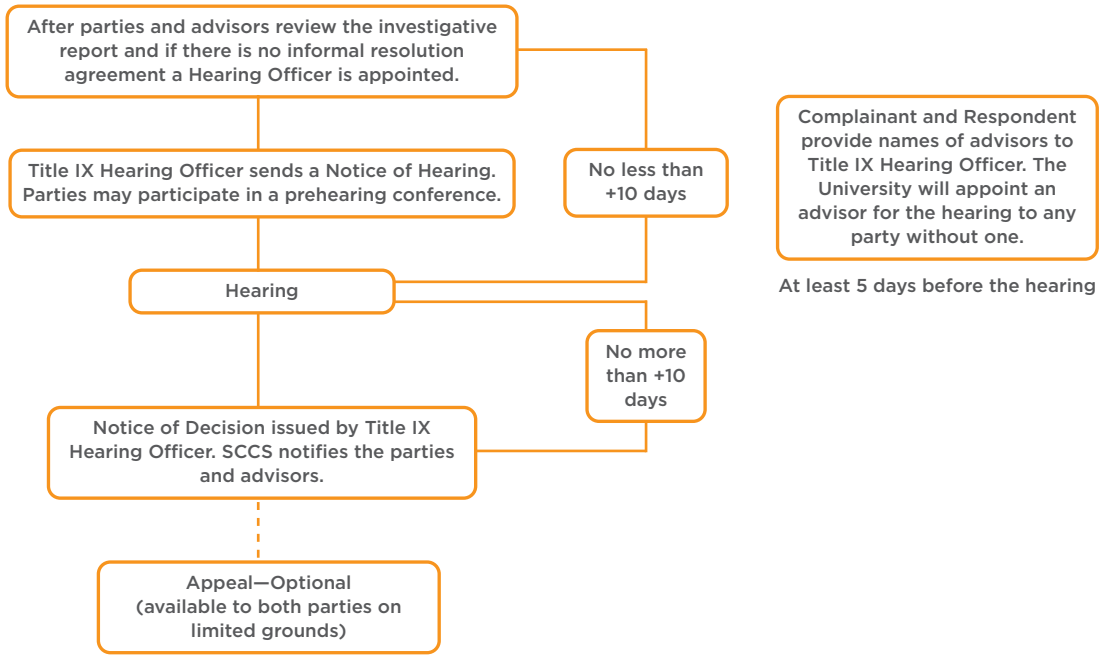 After parties and advisors review the investigative
report and if there is no informal resolution
agreement a Hearing Officer is appointed.
Title IX Hearing Officer sends a Notice of Hearing.
Parties may participate in a prehearing conference.
No less than
+10 days
Complainant and Respondent
provide names of advisors to
Title IX Hearing Officer. The
University will appoint an
advisor for the hearing to any
party without one.
At least 5 days before the hearing
Hearing
No more
than +10
days
Notice of Decision issued by Title IX
Hearing Officer. SCCS notifies the parties
and advisors.
Appeal—Optional
(available to both parties on
limited grounds)